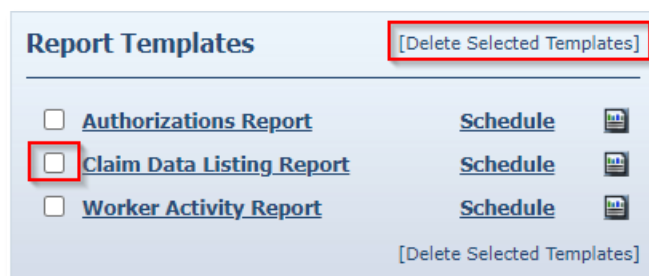 Report Templates [Delete Selected Templates]
Authorizations Report Schedule
Claim Data Listing Report Schedule
Worker Activity Report Schedule
[Delete Selected Templates]